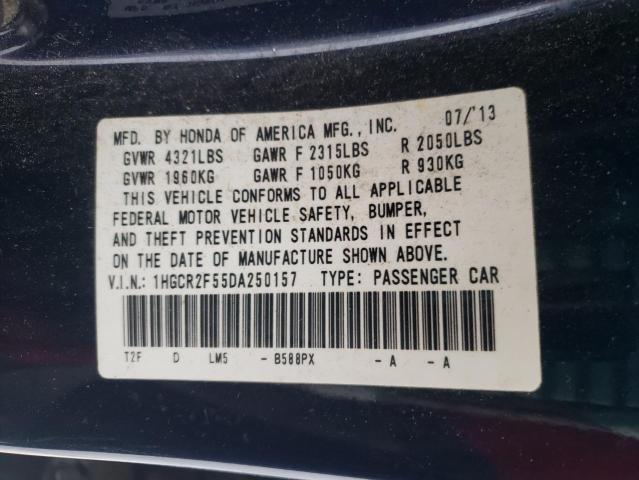 07/'13
MFD. BY HONDA OF AMERICA MFG., INC.
GVWR 4321LBS GAWR F 2315LBS R 2050LBS
GVWR 1960KG GAWR F 1050KG R 930KG
THIS VEHICLE CONFORMS TO ALL APPLICABLE
FEDERAL MOTOR VEHICLE SAFETY, BUMPER,
AND THEFT PREVENTION STANDARDS IN EFFECT
ON THE DATE OF MANUFACTURE SHOWN ABOVE.
V.I.N.: 1HGCR2F55DA250157 TYPE: PASSENGER CAR
T2F D LM5 - B588PX - A - A